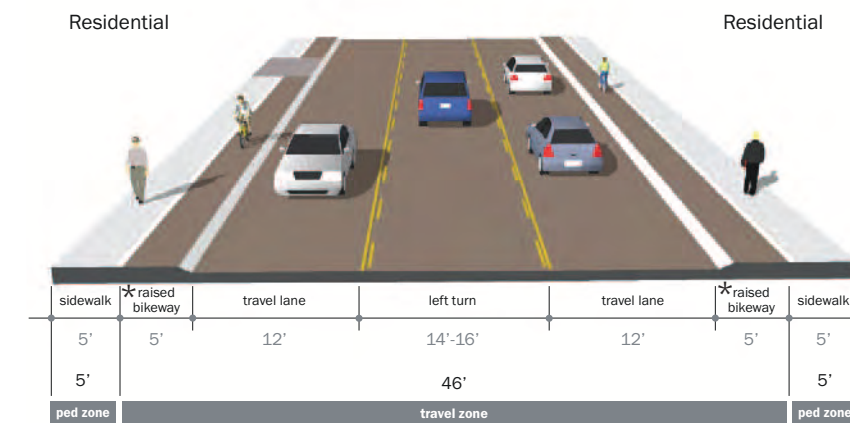 Residential
Residential
sidewalk
*raised
bikeway
travel lane
left turn
travel lane
*raised
bikeway
sidewalk
5’
5’
12’
14’-16’
12’
5’
5’
5’
46’
5’
ped zone
travel zone
ped zone